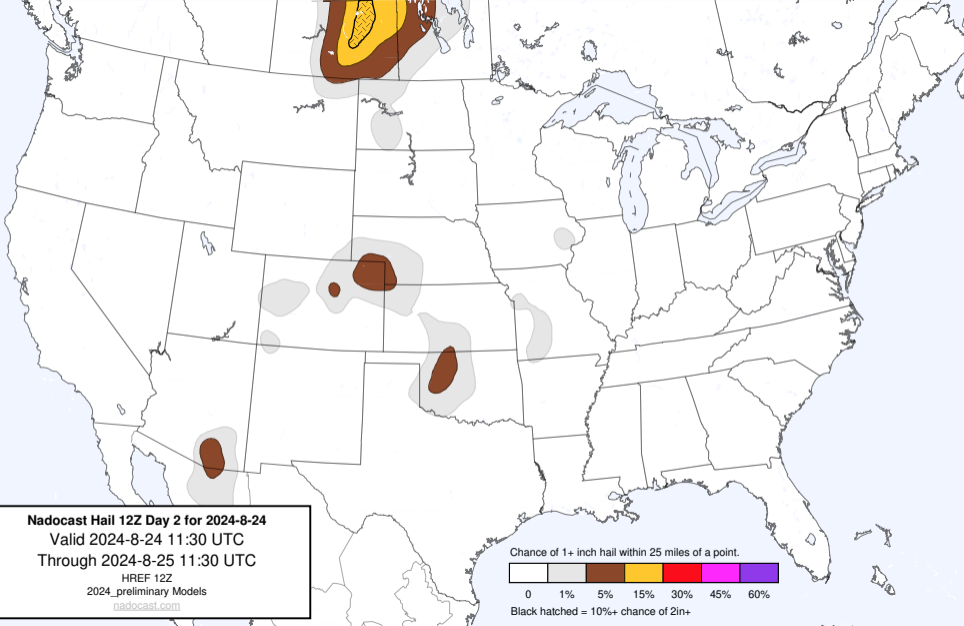 Nadocast Hail 12Z Day 2 for 2024-8-24
Valid 2024-8-24 11:30 UTC
Through 2024-8-25 11:30 UTC
HREF 12Z
2024_preliminary Models
nadocast.com
Chance of 1+ inch hail within 25 miles of a point.
0 1% 5% 15% 30% 45% 60%
Black hatched = 10%+ chance of 2in+